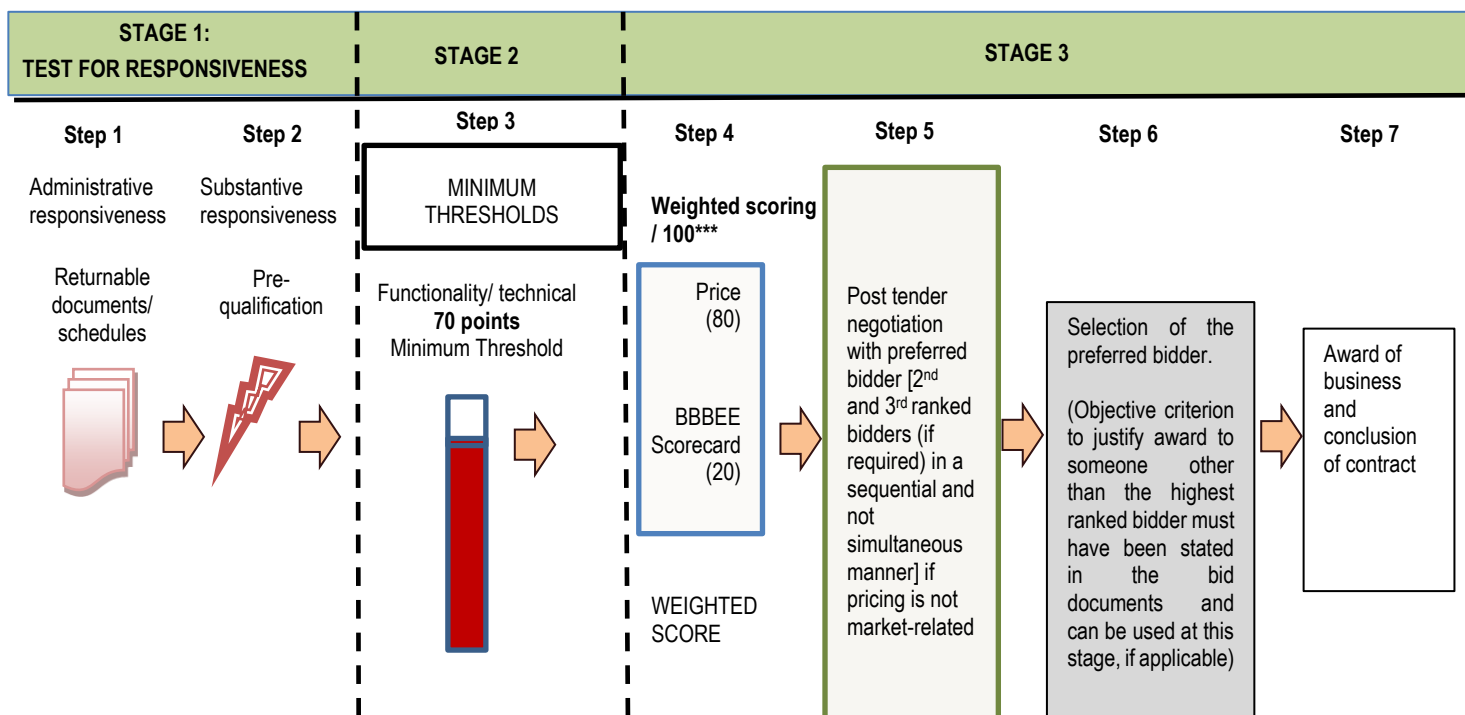 STAGE 1:
TEST FOR RESPONSIVENESS
STAGE 2
STAGE 3
Step 1
Administrative
responsiveness
Returnable
documents/
schedules
Step 2
Substantive
responsiveness
Pre-
qualification
Step 3
MINIMUM
THRESHOLDS
Functionality/ technical
70 points
Minimum Threshold
Step 4
Weighted scoring
/ 100***
Price
(80)
BBBEE
Scorecard
(20)
WEIGHTED
SCORE
Step 5
Post tender
negotiation
with preferred
bidder [2nd
and 3rd ranked
bidders (if
required) in a
sequential and
not
simultaneous
manner] if
pricing is not
market-related
Step 6
Selection of the
preferred bidder.
(Objective criterion
to justify award to
someone other
than the highest
ranked bidder must
have been stated
in the bid
documents and
can be used at this
stage, if applicable)
Step 7
Award of
business
and
conclusion
of contract